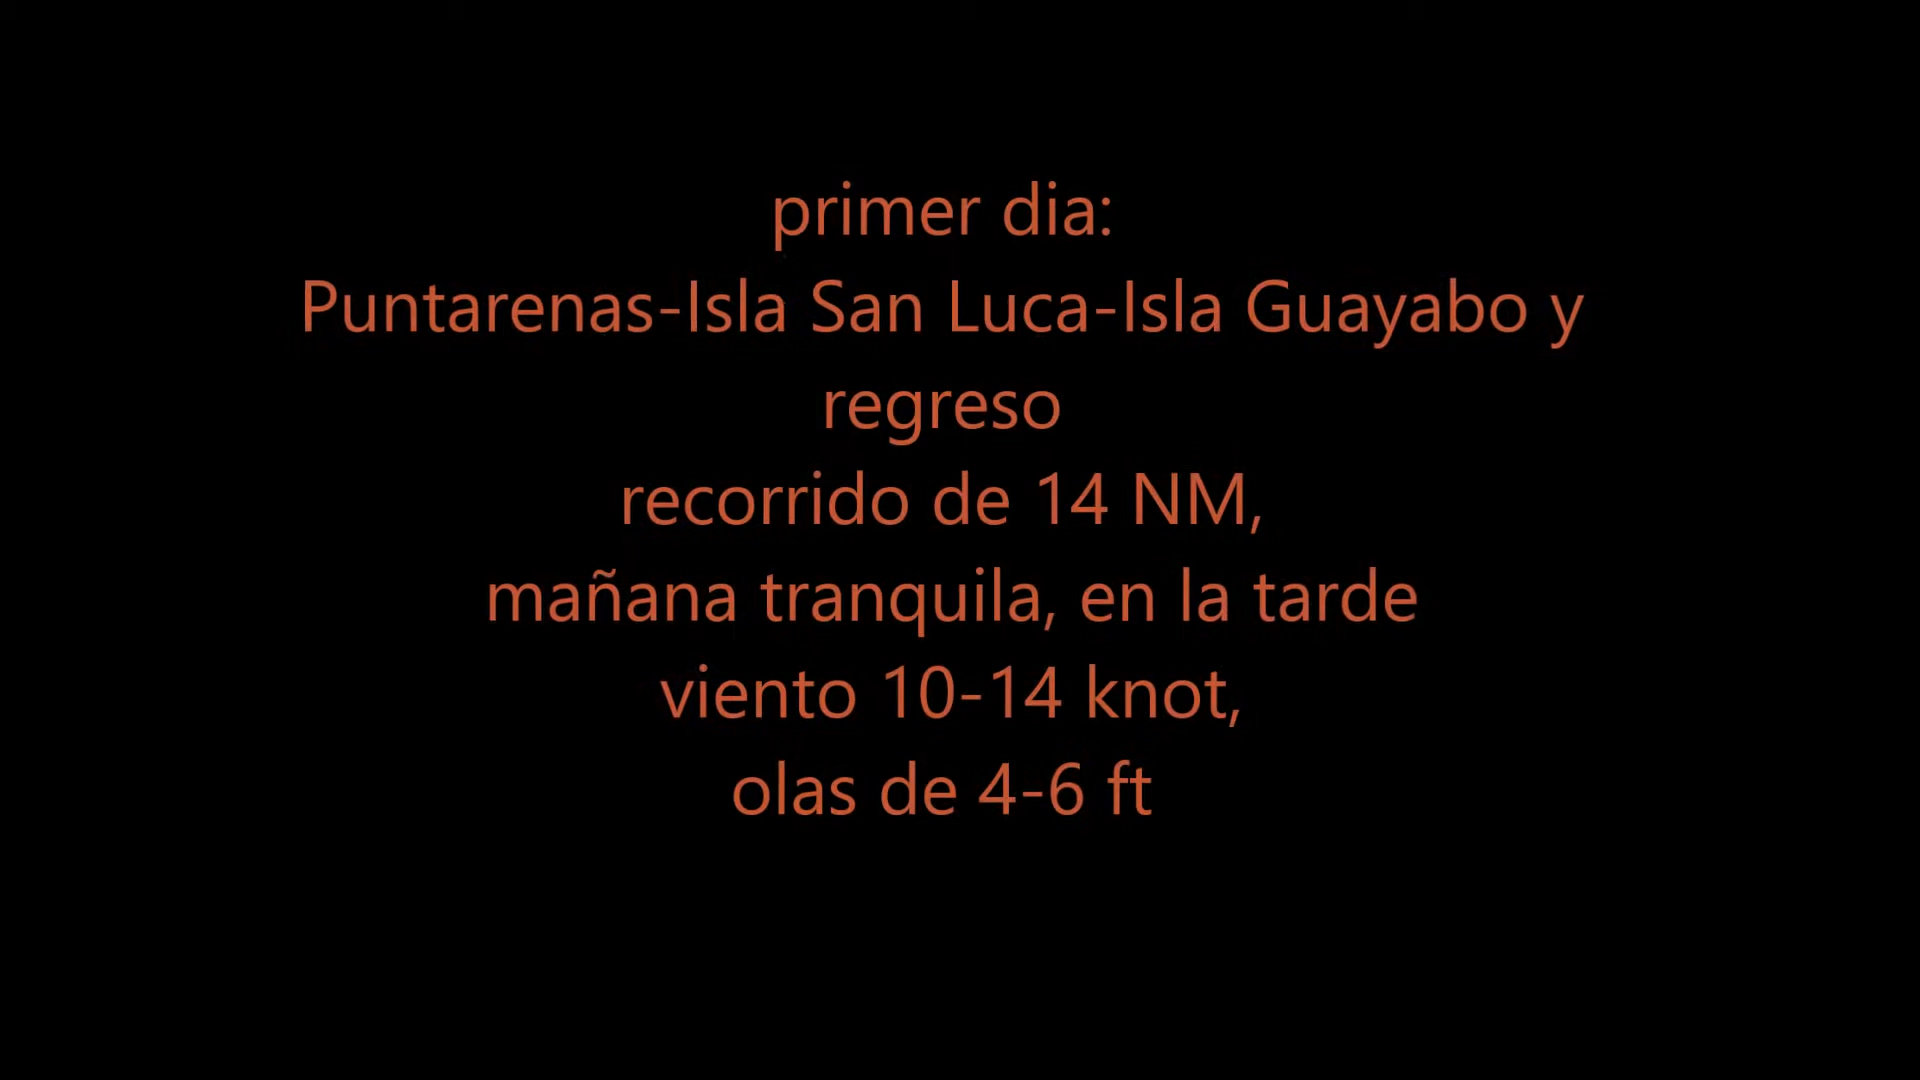 primer dia:
Puntarenas-Isla San Luca-Isla Guayabo y
regreso
recorrido de 14 NM,
mañana tranquila, en la tarde
viento 10-14 knot,
olas de 4-6 ft